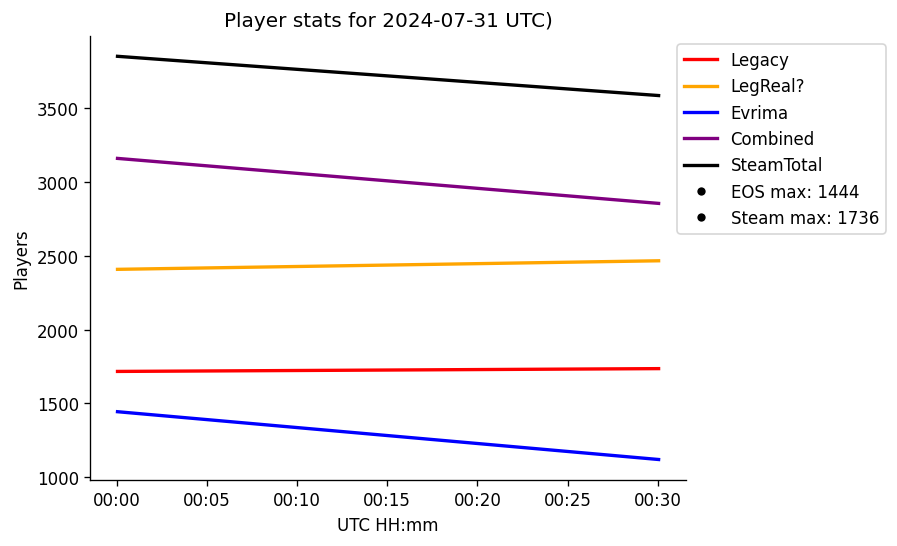 Player stats for 2024-07-31 UTC)
Legacy
LegReal?
Evrima
Combined
SteamTotal
EOS max: 1444
Steam max: 1736
Players
3500
3000
2500
2000
1500
1000
00:00 00:05 00:10 00:15 00:20 00:25 00:30
UTC HH:mm